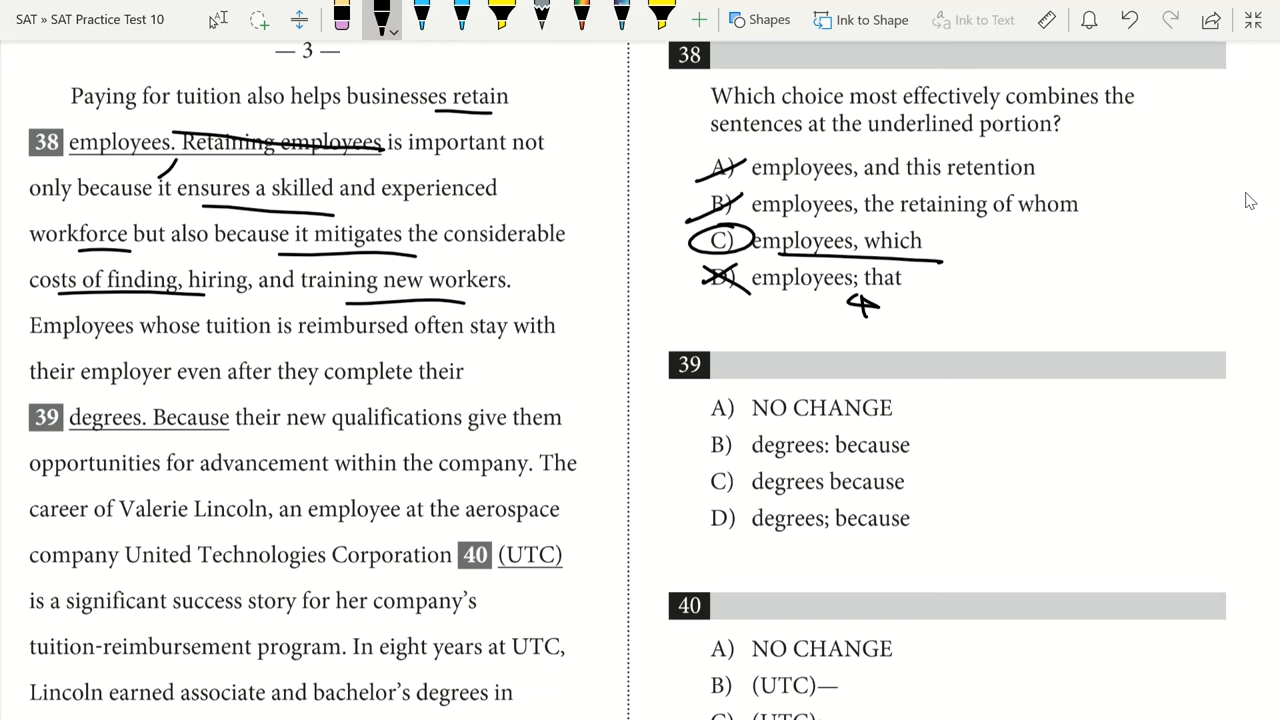 SAT » SAT Practice Test 10
Shapes
Ink to Shape
Ink to Text
— 3 —
Paying for tuition also helps businesses retain
38 employees. Retaining employees is important not
only because it ensures a skilled and experienced
workforce but also because it mitigates the considerable
costs of finding, hiring, and training new workers.
Employees whose tuition is reimbursed often stay with
their employer even after they complete their
39 degrees. Because their new qualifications give them
opportunities for advancement within the company. The
career of Valerie Lincoln, an employee at the aerospace
company United Technologies Corporation 40 (UTC)
is a significant success story for her company's
tuition-reimbursement program. In eight years at UTC,
Lincoln earned associate and bachelor's degrees in
38
Which choice most effectively combines the
sentences at the underlined portion?
A) employees, and this retention
B) employees, the retaining of whom
C) employees, which
D) employees; that
39
A) NO CHANGE
B) degrees: because
C) degrees because
D) degrees; because
40
A) NO CHANGE
B) (UTC)—